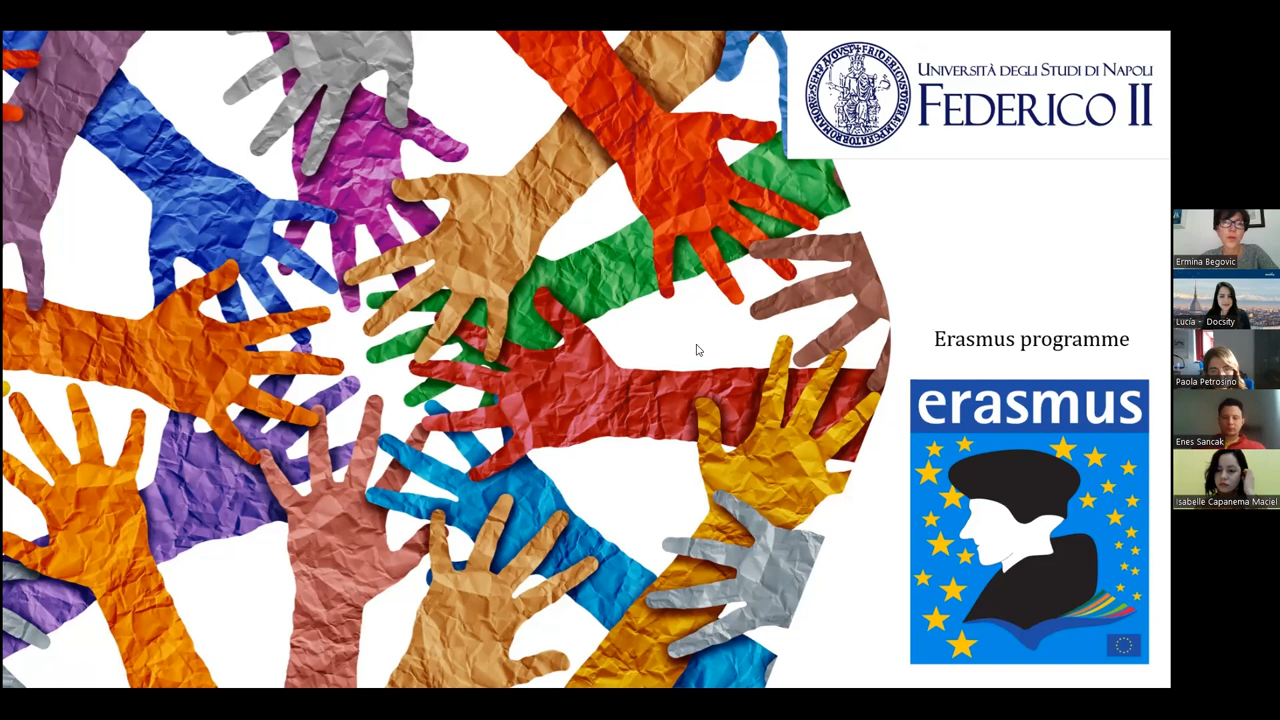 UNIVERSITÀ DEGLI STUDI DI NAPOLI
FEDERICO II
Erasmus programme
erasmus
Ermina Begovic
Lucía - Docsity
Paola Petrosino
Enes Sancak
Isabelle Capanema Maciel